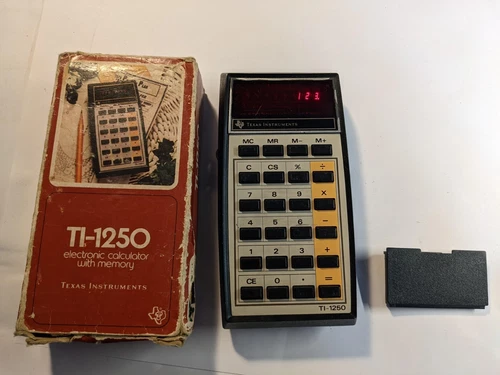 TI-1250
electronic calculator
with memory
TEXAS INSTRUMENTS
123.
TEXAS INSTRUMENTS
MC MR M- M+
C CS % ÷
7 8 9 ×
4 5 6 -
1 2 3 +
CE 0 · =
TI-1250